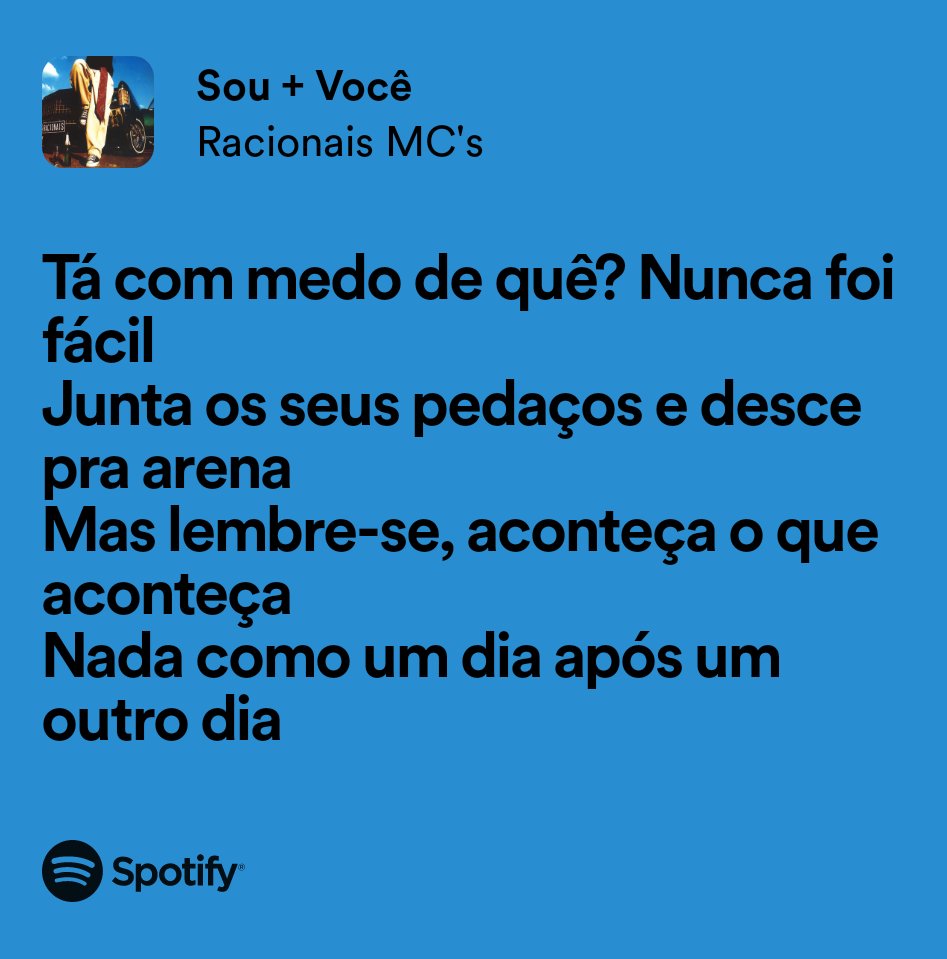 Sou + Você
Racionais MC's
RACIONAIS
Tá com medo de quê? Nunca foi
fácil
Junta os seus pedaços e desce
pra arena
Mas lembre-se, aconteça o que
aconteça
Nada como um dia após um
outro dia
Spotify®